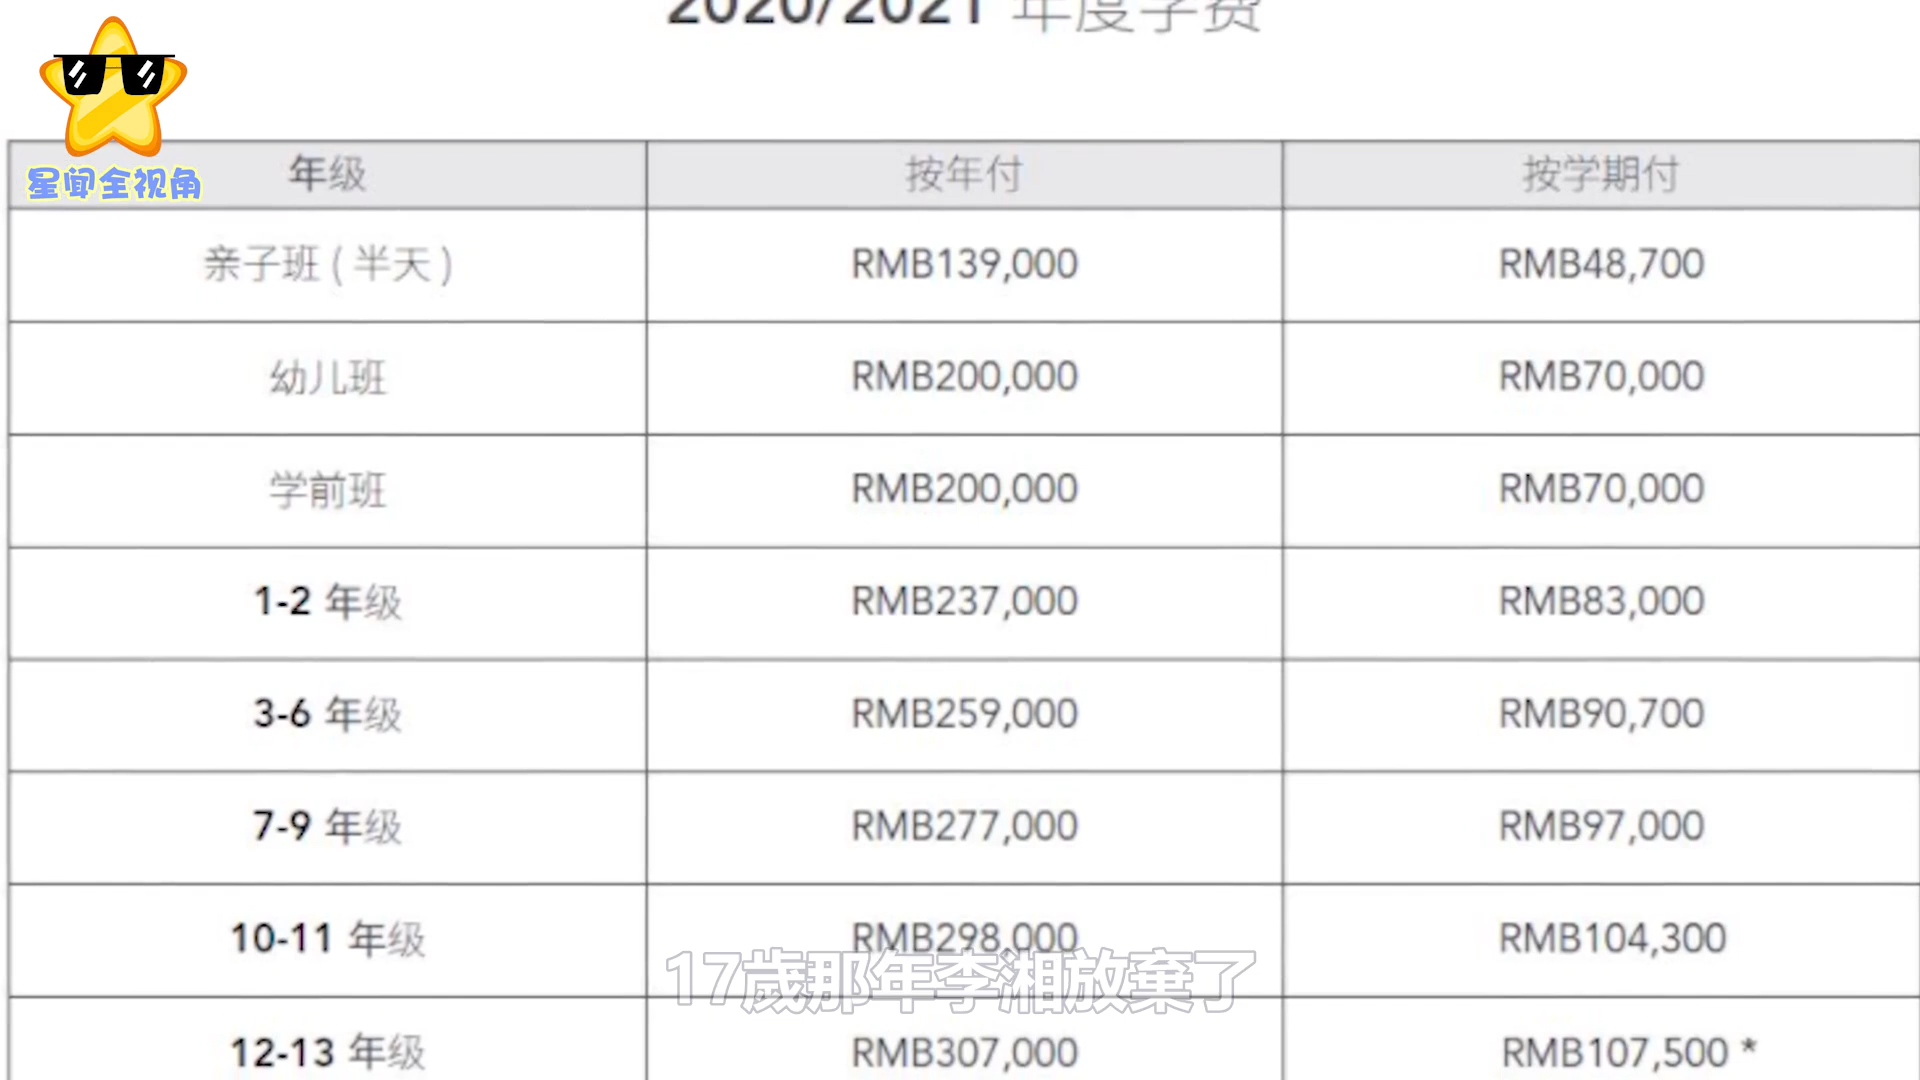 2020/2021 年度学费
星闻全视角
年级 按年付 按学期付
亲子班 ( 半天 ) RMB139,000 RMB48,700
幼儿班 RMB200,000 RMB70,000
学前班 RMB200,000 RMB70,000
1-2 年级 RMB237,000 RMB83,000
3-6 年级 RMB259,000 RMB90,700
7-9 年级 RMB277,000 RMB97,000
10-11 年级 RMB298,000 RMB104,300
17歲那年李湘放棄了
12-13 年级 RMB307,000 RMB107,500 *